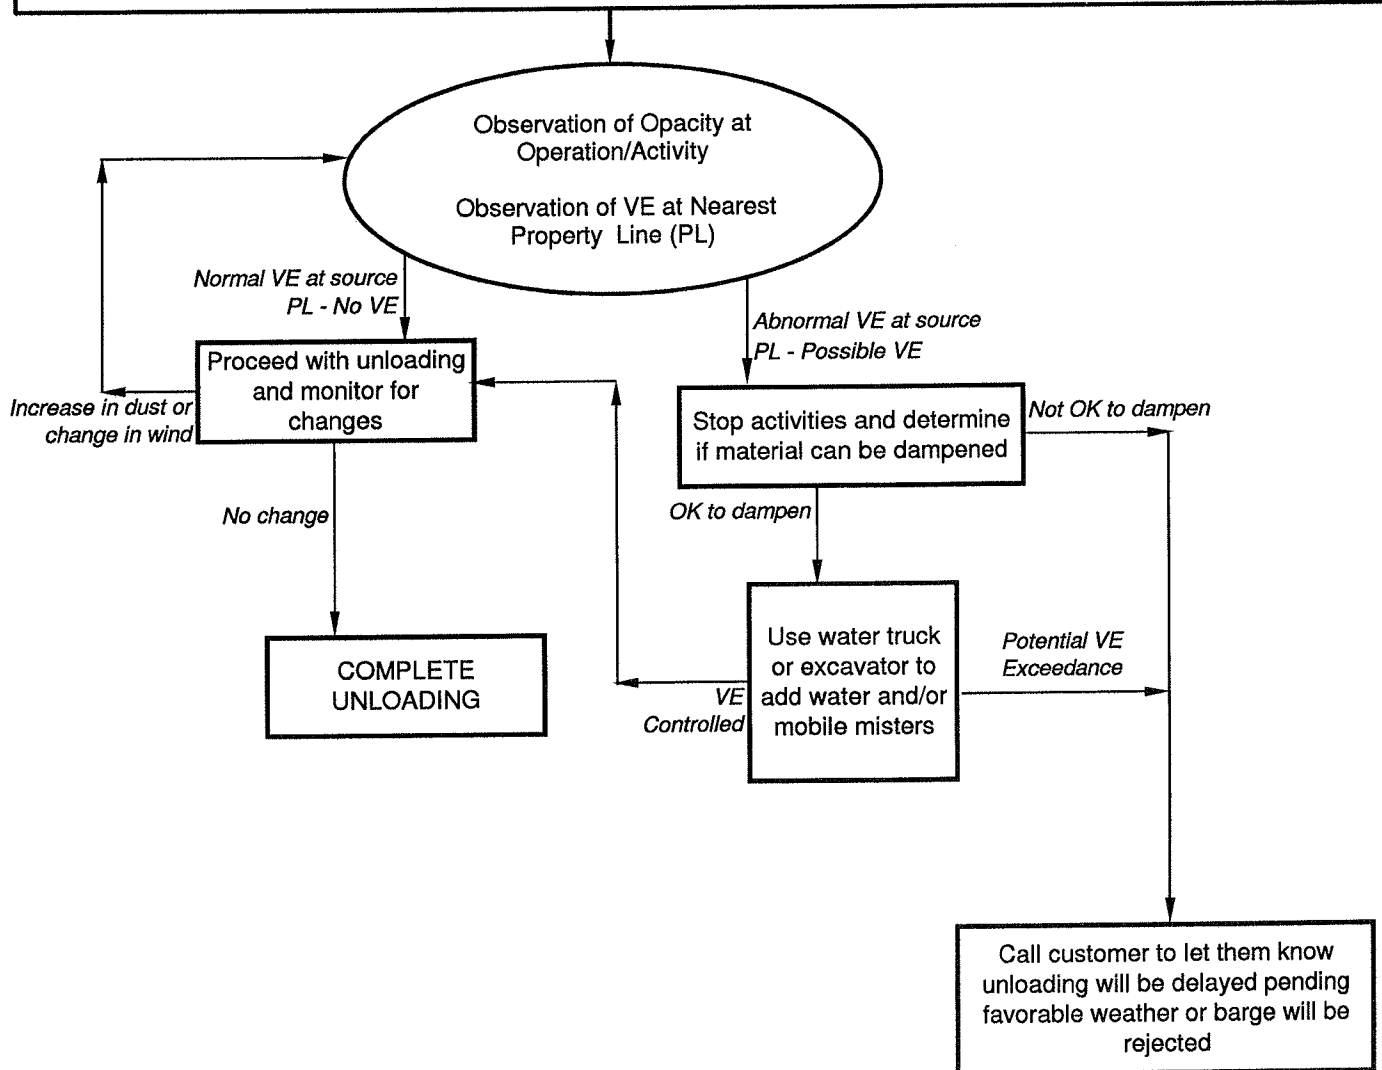 Observation of Opacity at
Operation/Activity
Observation of VE at Nearest
Property Line (PL)
Normal VE at source
PL - No VE
Abnormal VE at source
PL - Possible VE
Proceed with unloading
and monitor for
changes
Increase in dust or
change in wind
Stop activities and determine
if material can be dampened
Not OK to dampen
No change
OK to dampen
COMPLETE
UNLOADING
Use water truck
or excavator to
add water and/or
mobile misters
VE
Controlled
Potential VE
Exceedance
Call customer to let them know
unloading will be delayed pending
favorable weather or barge will be
rejected